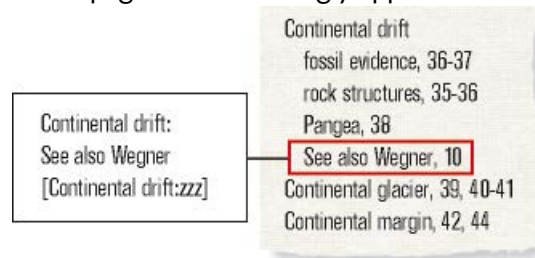 Continental drift
fossil evidence, 36-37
rock structures, 35-36
Pangea, 38
See also Wegner, 10
Continental glacier, 39, 40-41
Continental margin, 42, 44
Continental drift:
See also Wegner
[Continental drift:zzz]